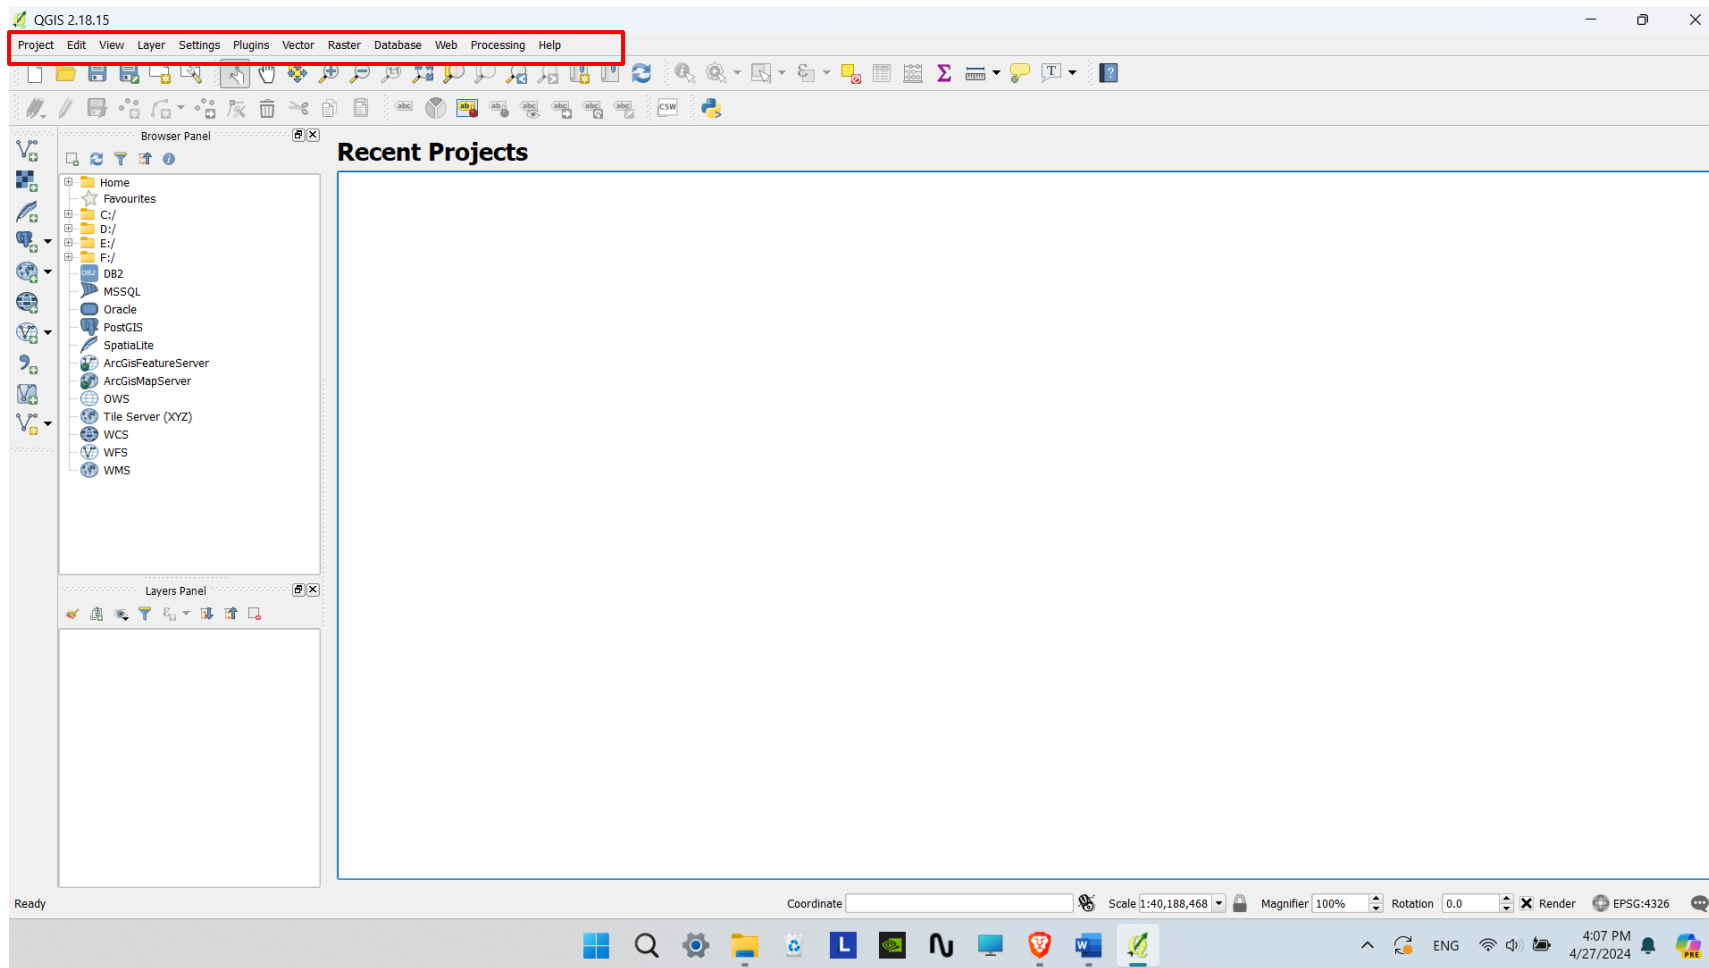 QGIS 2.18.15
Project Edit View Layer Settings Plugins Vector Raster Database Web Processing Help
CSW
Browser Panel
Recent Projects
Home
Favourites
C:/
D:/
E:/
F:/
DB2
MSSQL
Oracle
PostGIS
SpatiaLite
ArcGisFeatureServer
ArcGisMapServer
OWS
Tile Server (XYZ)
WCS
WFS
WMS
Layers Panel
Ready
Coordinate
Scale 1:40,188,468
Magnifier 100%
Rotation 0.0
Render
EPSG:4326
ENG
4:07 PM
4/27/2024